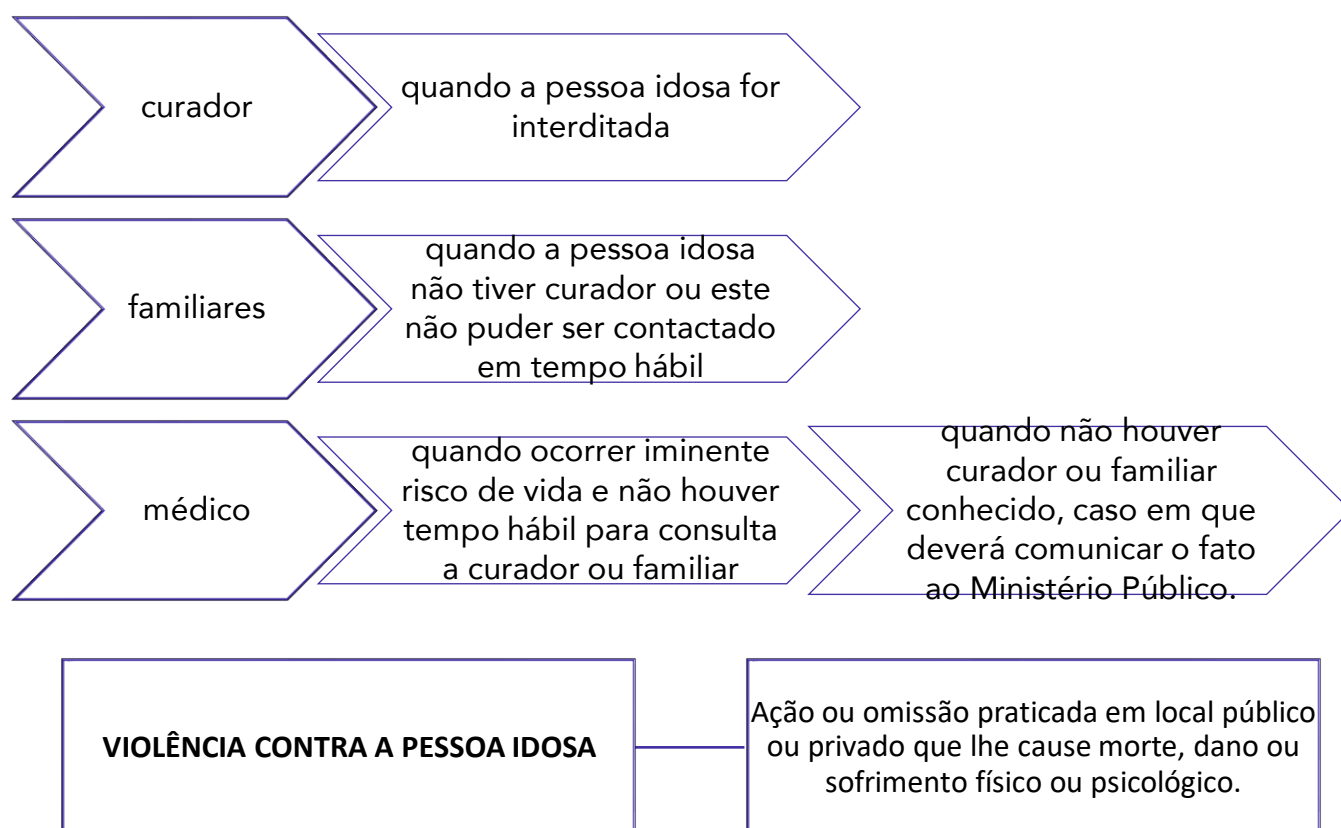 curador
quando a pessoa idosa for
interditada
familiares
quando a pessoa idosa
não tiver curador ou este
não puder ser contactado
em tempo hábil
médico
quando ocorrer iminente
risco de vida e não houver
tempo hábil para consulta
a curador ou familiar
quando não houver
curador ou familiar
conhecido, caso em que
deverá comunicar o fato
ao Ministério Público.
VIOLÊNCIA CONTRA A PESSOA IDOSA
Ação ou omissão praticada em local público
ou privado que lhe cause morte, dano ou
sofrimento físico ou psicológico.